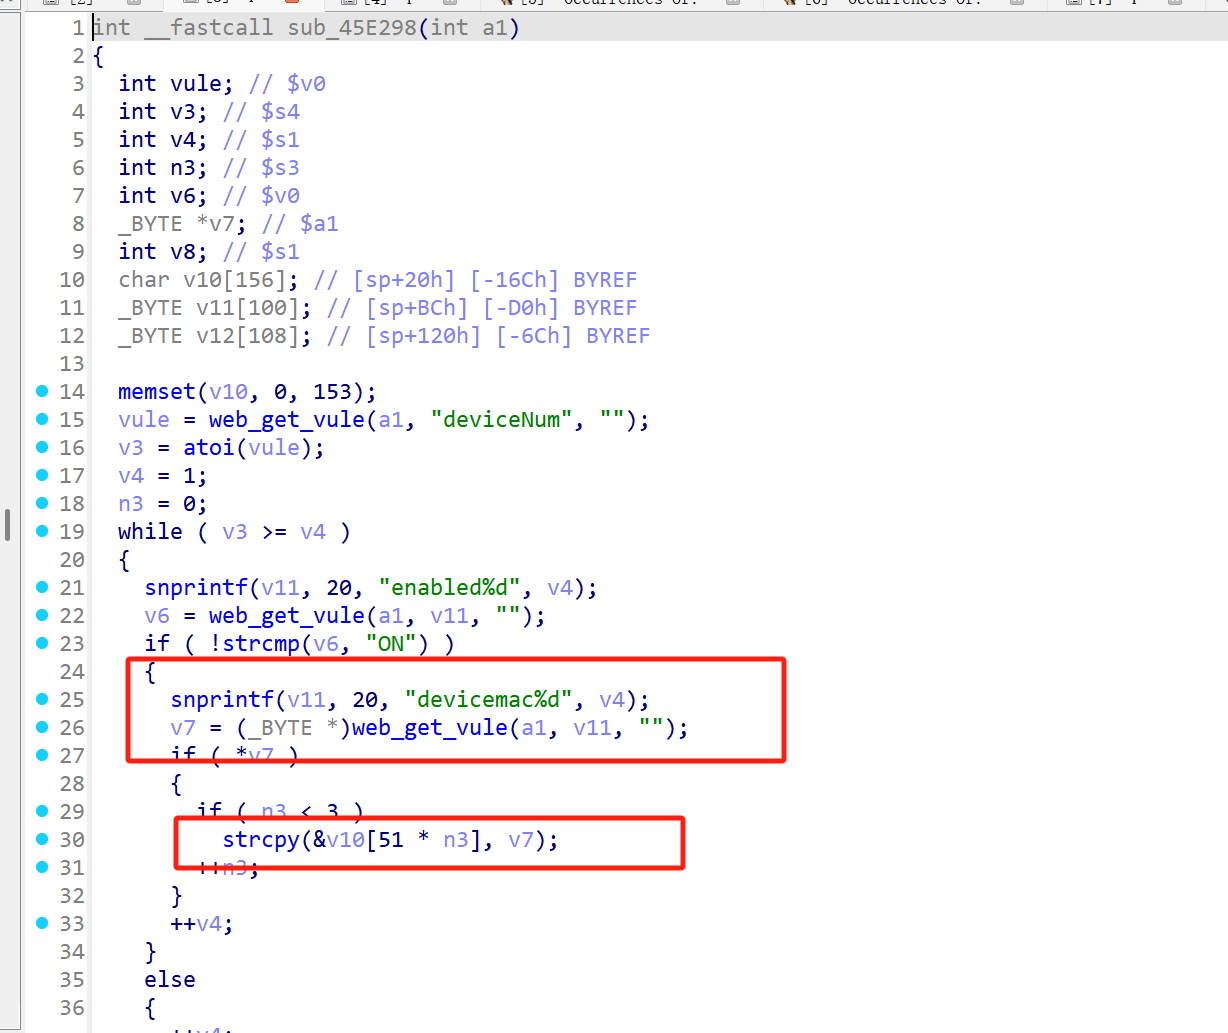 1 int __fastcall sub_45E298(int a1)
2 {
3 int vule; // $v0
4 int v3; // $s4
5 int v4; // $s1
6 int n3; // $s3
7 int v6; // $v0
8 _BYTE *v7; // $a1
9 int v8; // $s1
10 char v10[156]; // [sp+20h] [-16Ch] BYREF
11 _BYTE v11[100]; // [sp+BCh] [-D0h] BYREF
12 _BYTE v12[108]; // [sp+120h] [-6Ch] BYREF
13
14 memset(v10, 0, 153);
15 vule = web_get_vule(a1, "deviceNum", "");
16 v3 = atoi(vule);
17 v4 = 1;
18 n3 = 0;
19 while ( v3 >= v4 )
20 {
21 snprintf(v11, 20, "enabled%d", v4);
22 v6 = web_get_vule(a1, v11, "");
23 if ( !strcmp(v6, "ON") )
24 {
25 snprintf(v11, 20, "devicemac%d", v4);
26 v7 = (_BYTE *)web_get_vule(a1, v11, "");
27 if ( *v7 )
28 {
29 if ( n3 < 3 )
30 strcpy(&v10[51 * n3], v7);
31 ++n3;
32 }
33 ++v4;
34 }
35 else
36 {
++v4;